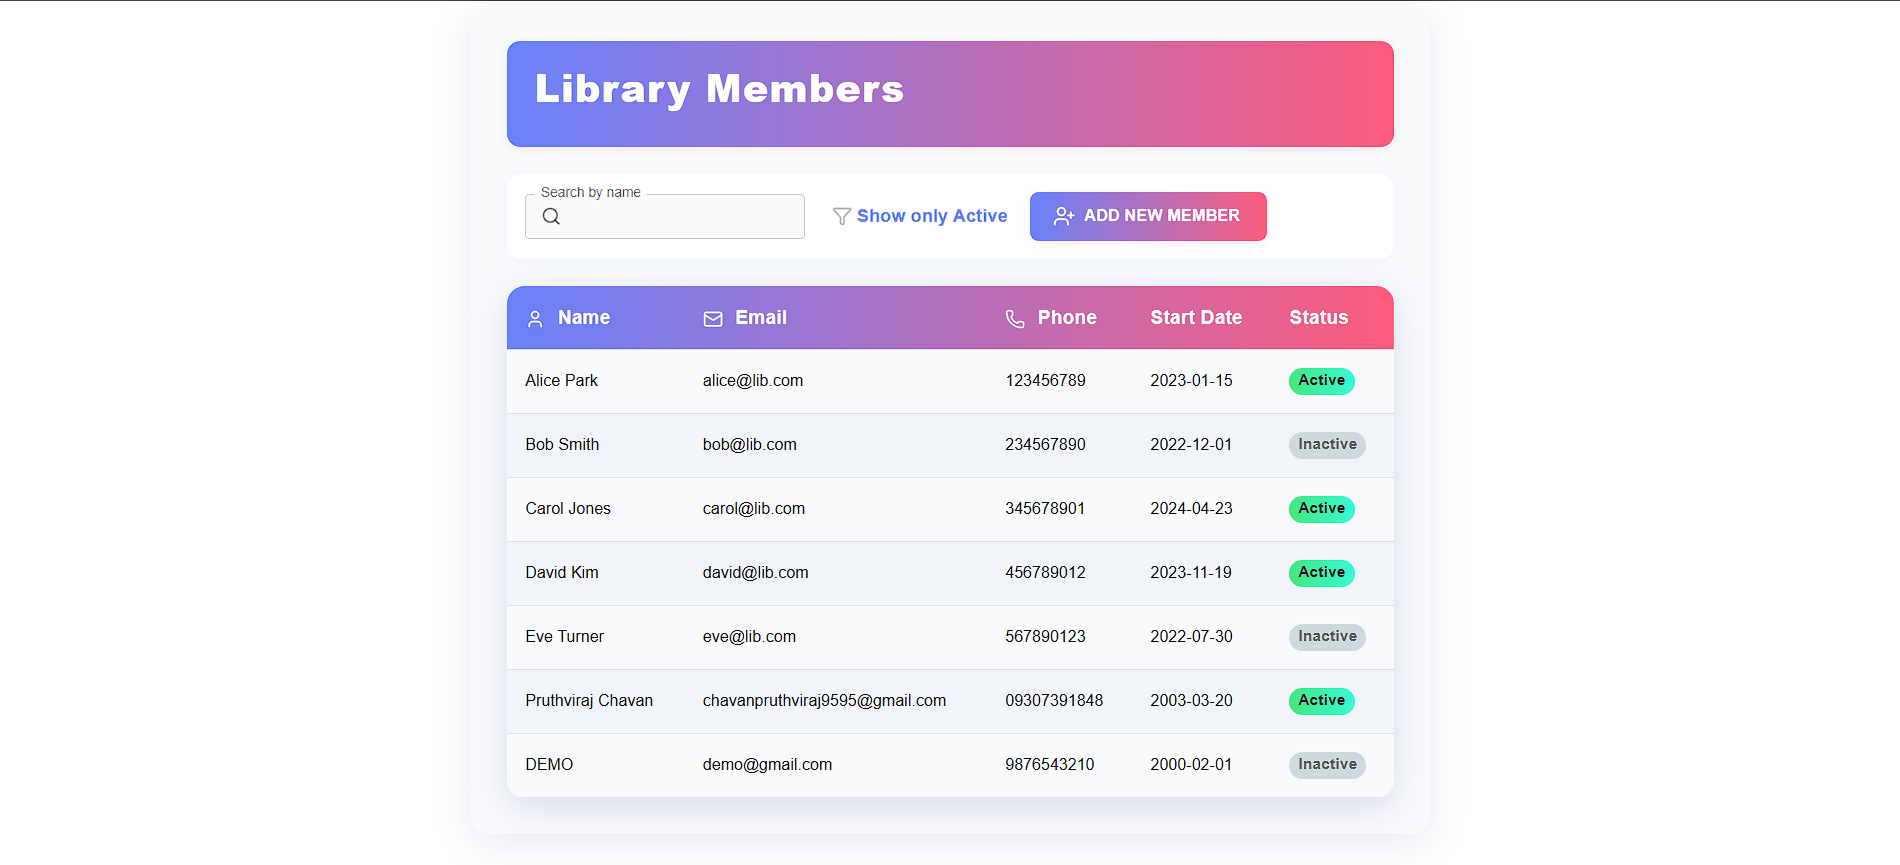 Library Members
Search by name
Show only Active
ADD NEW MEMBER
Name Email Phone Start Date Status
Alice Park alice@lib.com 123456789 2023-01-15 Active
Bob Smith bob@lib.com 234567890 2022-12-01 Inactive
Carol Jones carol@lib.com 345678901 2024-04-23 Active
David Kim david@lib.com 456789012 2023-11-19 Active
Eve Turner eve@lib.com 567890123 2022-07-30 Inactive
Pruthviraj Chavan chavanpruthviraj9595@gmail.com 09307391848 2003-03-20 Active
DEMO demo@gmail.com 9876543210 2000-02-01 Inactive